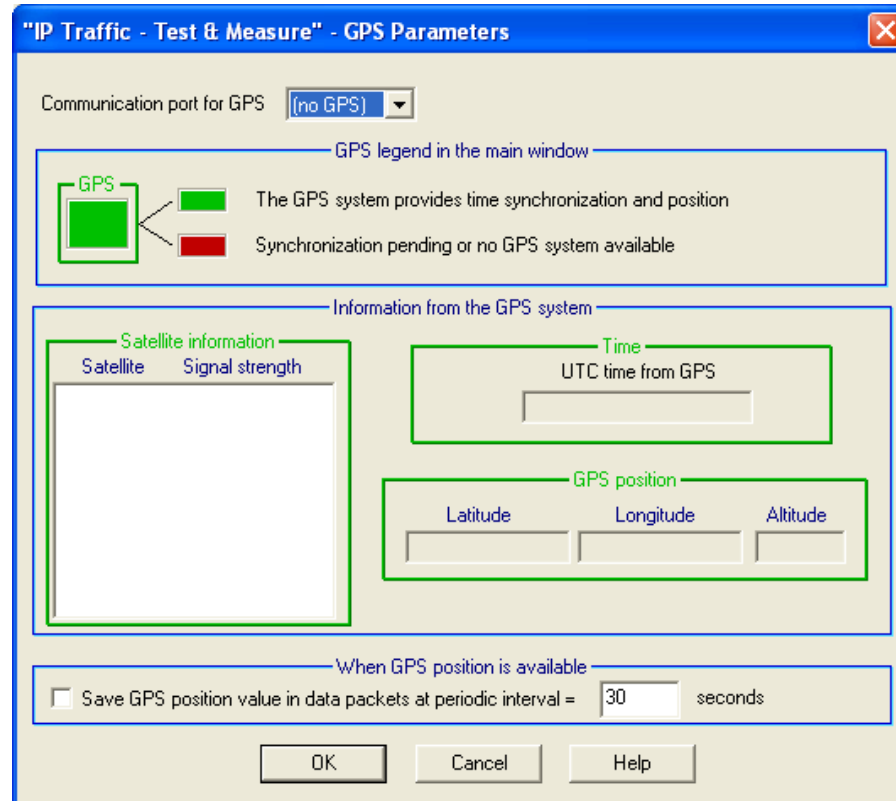 "IP Traffic - Test & Measure" - GPS Parameters
Communication port for GPS (no GPS)
GPS legend in the main window
GPS
The GPS system provides time synchronization and position
Synchronization pending or no GPS system available
Information from the GPS system
Satellite information
Satellite Signal strength
Time
UTC time from GPS
GPS position
Latitude Longitude Altitude
When GPS position is available
Save GPS position value in data packets at periodic interval = 30 seconds
OK Cancel Help